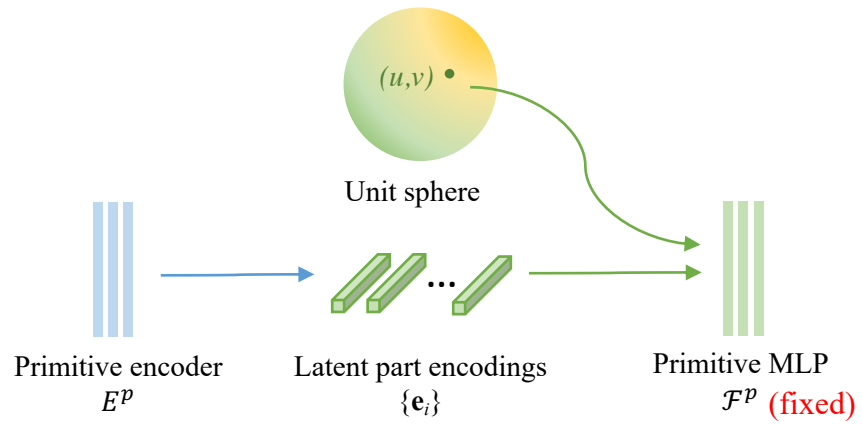 (u,v)
Unit sphere
...
Primitive encoder
E^p
Latent part encodings
{e_i}
Primitive MLP
ℱ^p (fixed)